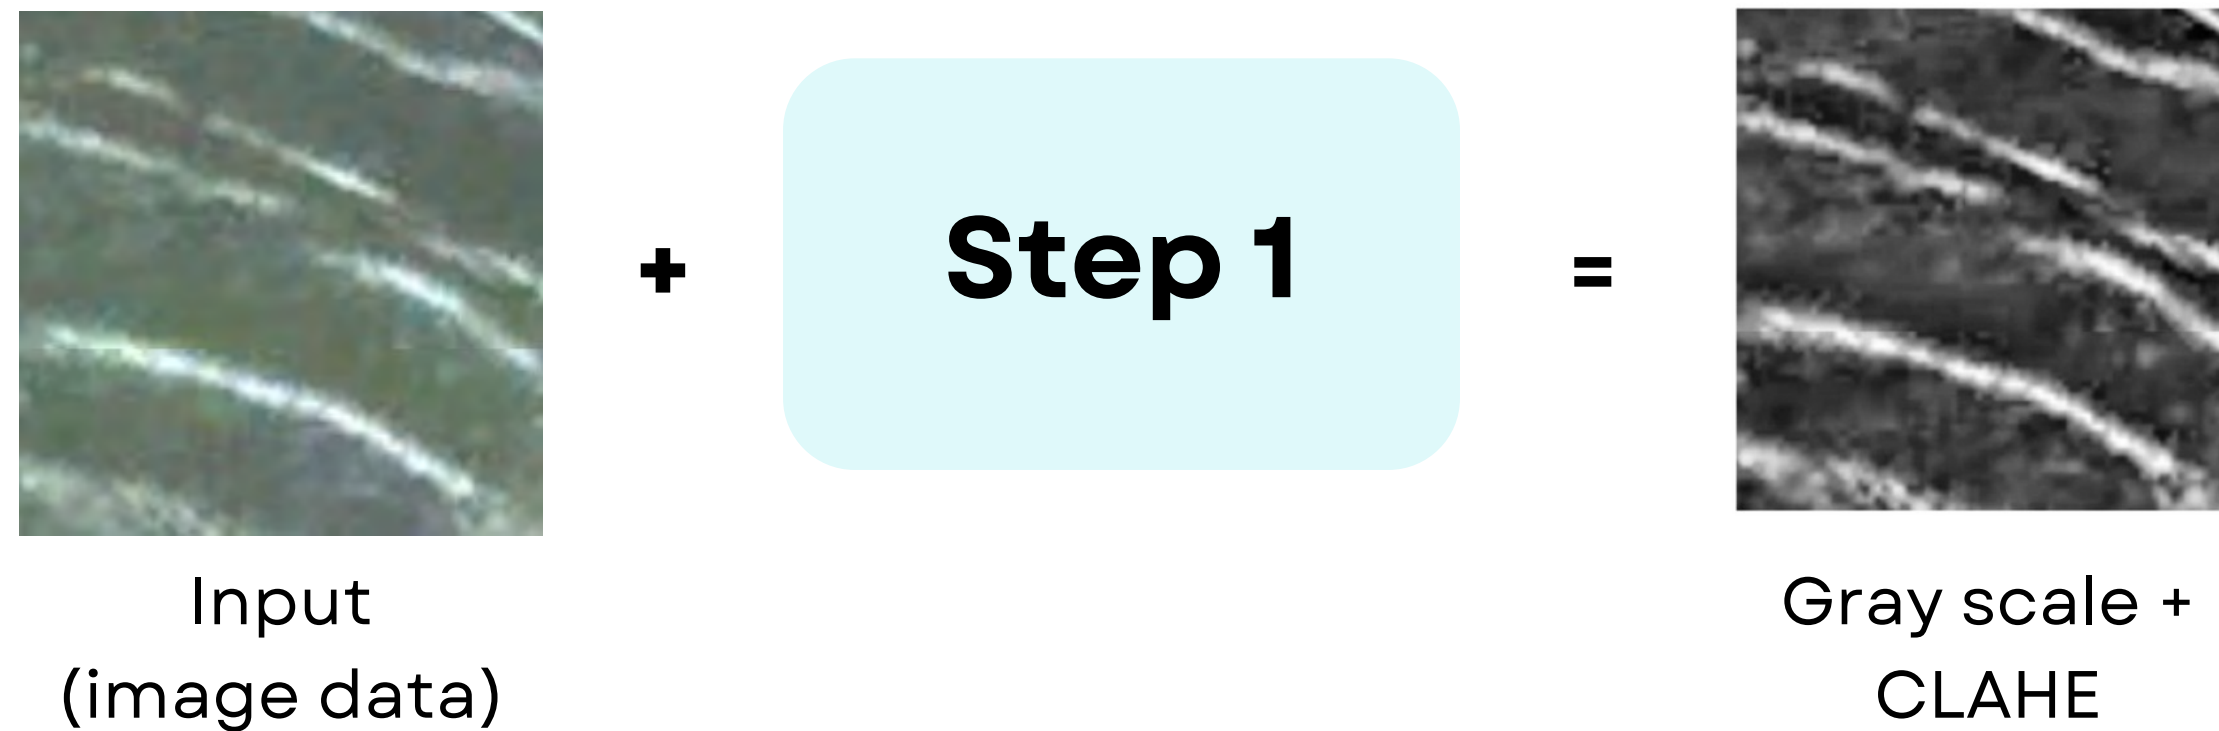 +
Step 1
=
Input
(image data)
Gray scale +
CLAHE